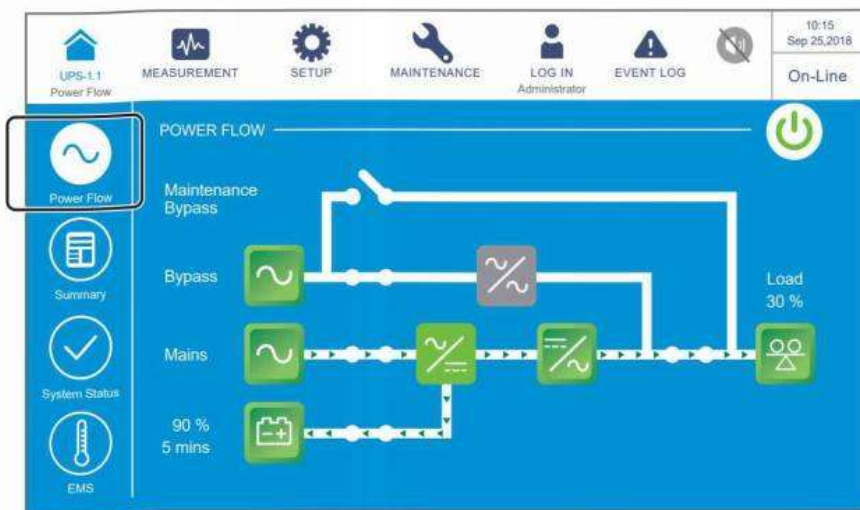 UPS-1.1
Power Flow
MEASUREMENT
SETUP
MAINTENANCE
LOG IN
Administrator
EVENT LOG
10:15
Sep 25,2018
On-Line
Power Flow
Summary
System Status
EMS
POWER FLOW
Maintenance
Bypass
Bypass
Load
30 %
Mains
90 %
5 mins